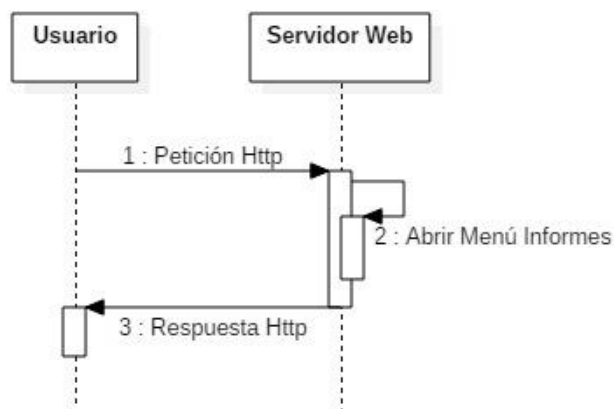 Usuario
Servidor Web
1 : Petición Http
2 : Abrir Menú Informes
3 : Respuesta Http